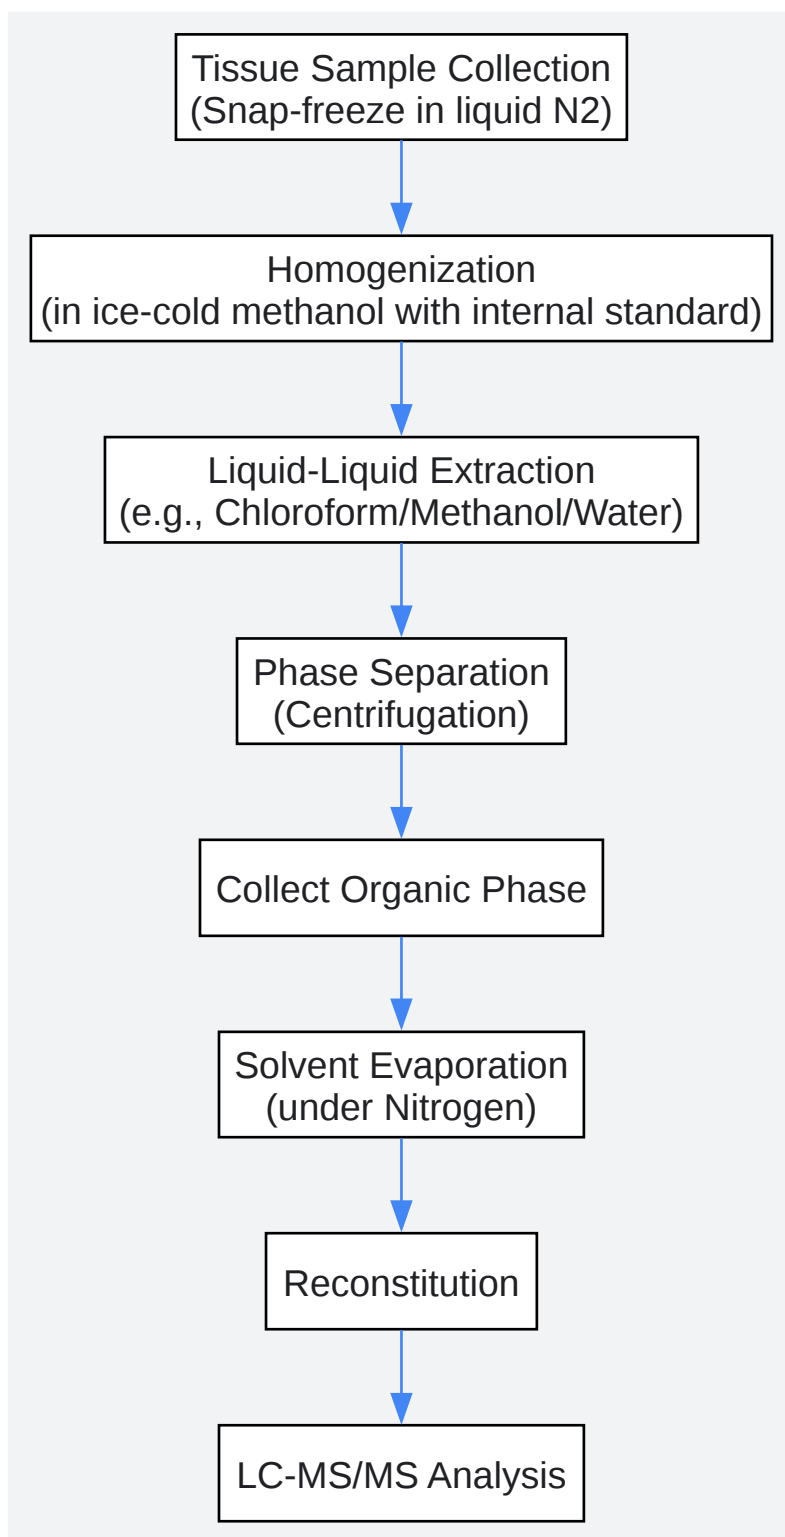 Tissue Sample Collection
(Snap-freeze in liquid N2)
Homogenization
(in ice-cold methanol with internal standard)
Liquid-Liquid Extraction
(e.g., Chloroform/Methanol/Water)
Phase Separation
(Centrifugation)
Collect Organic Phase
Solvent Evaporation
(under Nitrogen)
Reconstitution
LC-MS/MS Analysis